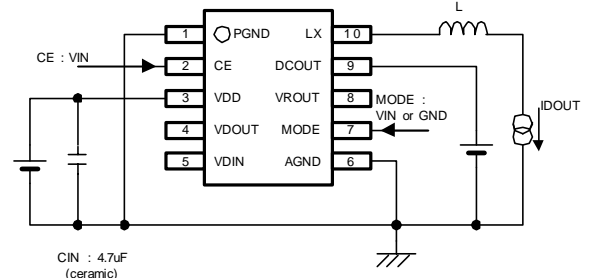 L
1 PGND LX 10
CE : VIN
2 CE DCOUT 9
3 VDD VROUT 8
MODE :
VIN or GND
IDOUT
4 VDOUT MODE 7
5 VDIN AGND 6
CIN : 4.7uF
(ceramic)